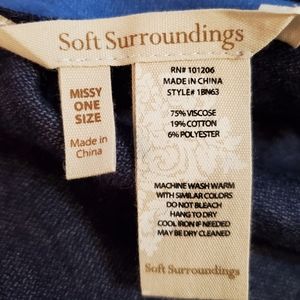 Soft Surroundings
MISSY
ONE
SIZE
Made in
China
RN# 101206
MADE IN CHINA
STYLE# 1BN63
75% VISCOSE
19% COTTON
6% POLYESTER
MACHINE WASH WARM
WITH SIMILAR COLORS
DO NOT BLEACH
HANG TO DRY
COOL IRON IF NEEDED
MAY BE DRY CLEANED
Soft Surroundings